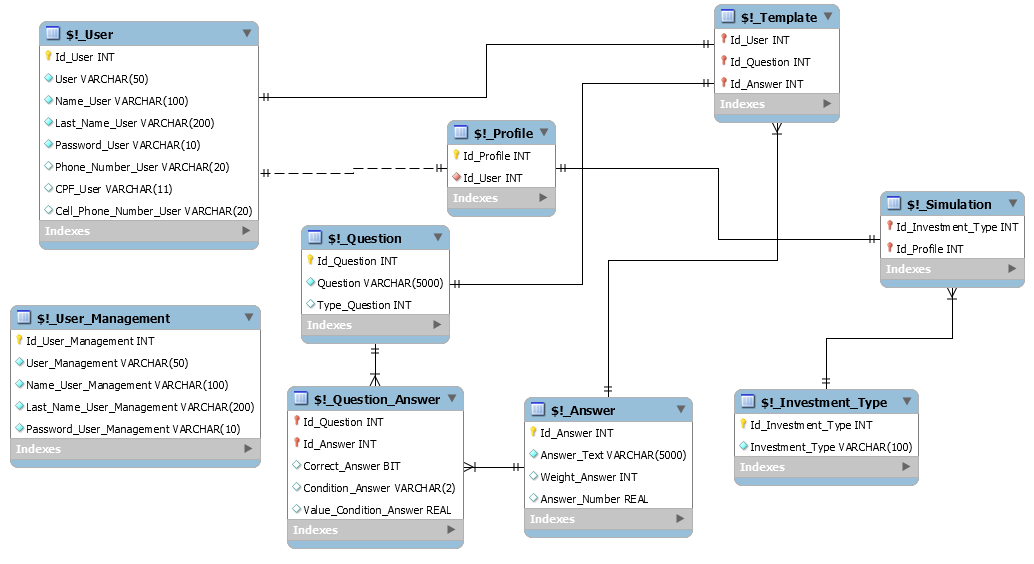 $!_User
Id_User INT
User VARCHAR(50)
Name_User VARCHAR(100)
Last_Name_User VARCHAR(200)
Password_User VARCHAR(10)
Phone_Number_User VARCHAR(20)
CPF_User VARCHAR(11)
Cell_Phone_Number_User VARCHAR(20)
Indexes
$!_Template
Id_User INT
Id_Question INT
Id_Answer INT
Indexes
$!_Profile
Id_Profile INT
Id_User INT
Indexes
$!_Simulation
Id_Investment_Type INT
Id_Profile INT
Indexes
$!_Question
Id_Question INT
Question VARCHAR(5000)
Type_Question INT
Indexes
$!_User_Management
Id_User_Management INT
User_Management VARCHAR(50)
Name_User_Management VARCHAR(100)
Last_Name_User_Management VARCHAR(200)
Password_User_Management VARCHAR(10)
Indexes
$!_Question_Answer
Id_Question INT
Id_Answer INT
Correct_Answer BIT
Condition_Answer VARCHAR(2)
Value_Condition_Answer REAL
Indexes
$!_Answer
Id_Answer INT
Answer_Text VARCHAR(5000)
Weight_Answer INT
Answer_Number REAL
Indexes
$!_Investment_Type
Id_Investment_Type INT
Investment_Type VARCHAR(100)
Indexes